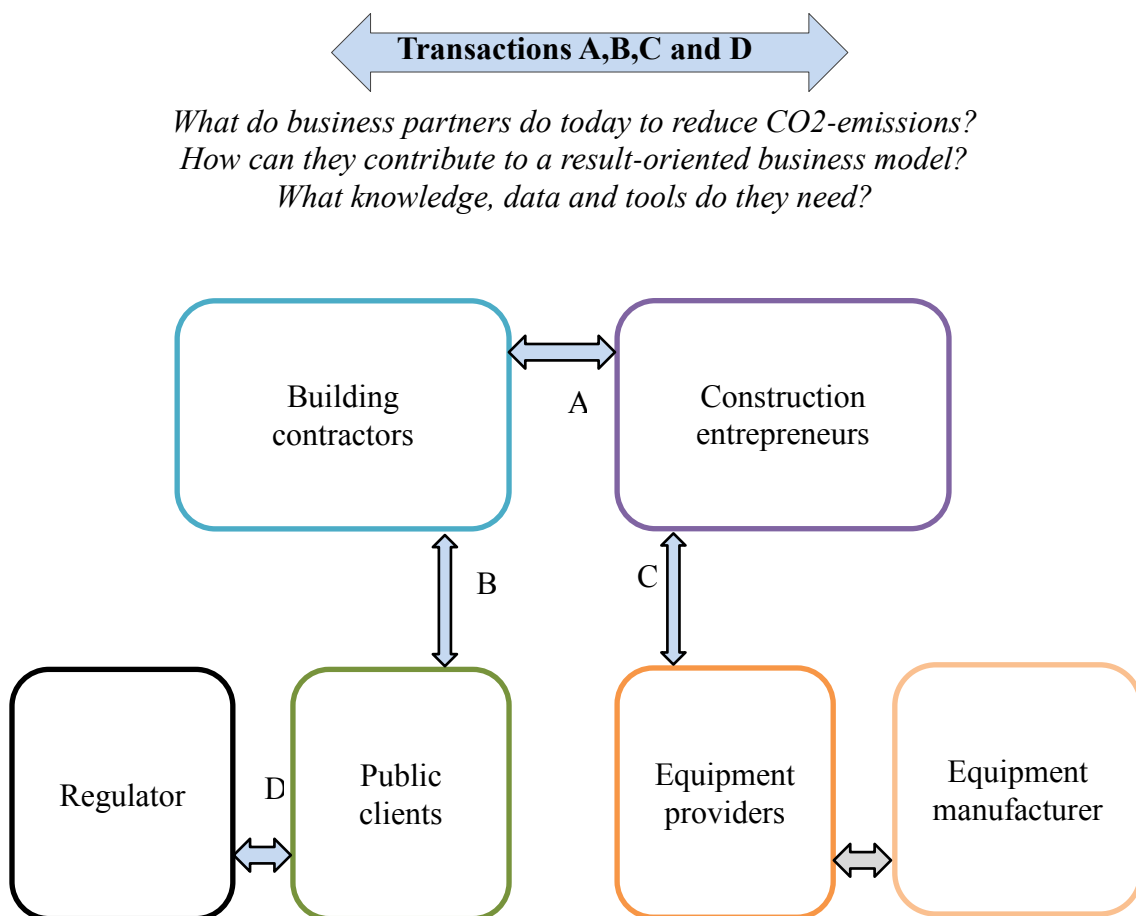 Transactions A,B,C and D
What do business partners do today to reduce CO2-emissions?
How can they contribute to a result-oriented business model?
What knowledge, data and tools do they need?
Building
contractors
A
Construction
entrepreneurs
B
C
Regulator
D
Public
clients
Equipment
providers
Equipment
manufacturer